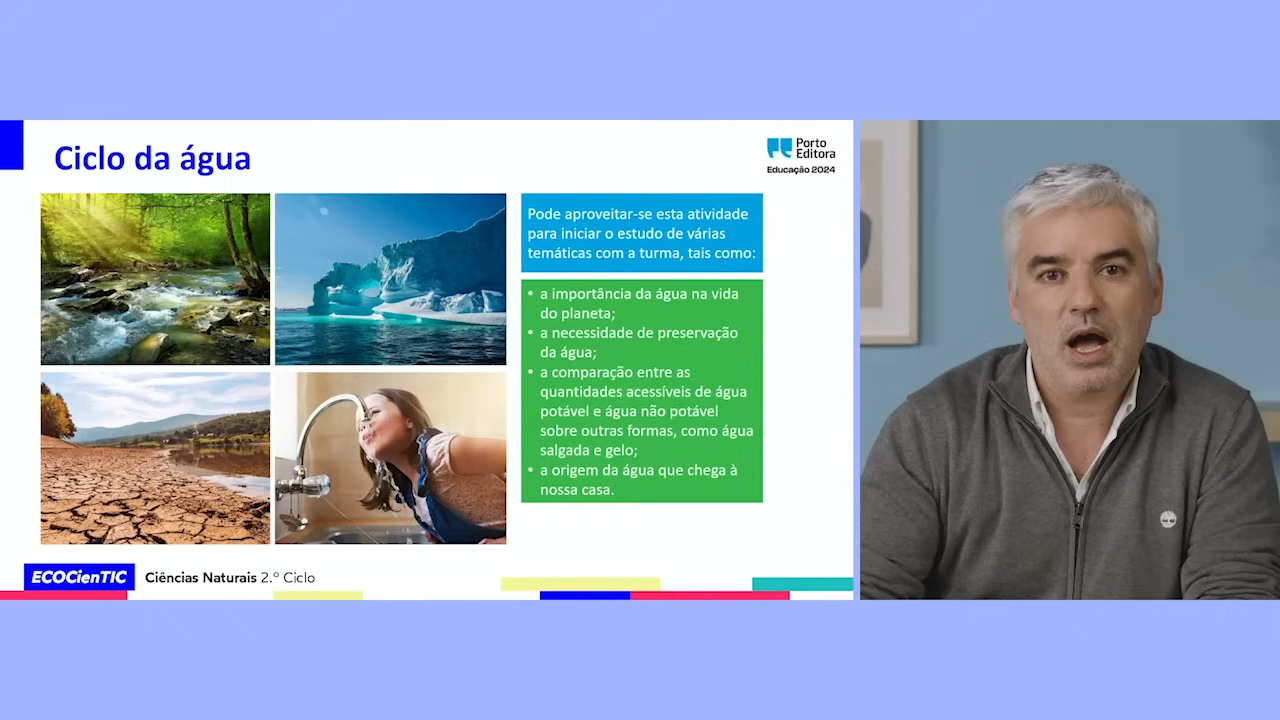 Ciclo da água
Porto
Editora
Educação 2024
Pode aproveitar-se esta atividade
para iniciar o estudo de várias
temáticas com a turma, tais como:
• a importância da água na vida
do planeta;
• a necessidade de preservação
da água;
• a comparação entre as
quantidades acessíveis de água
potável e água não potável
sobre outras formas, como água
salgada e gelo;
• a origem da água que chega à
nossa casa.
ECOCienTIC
Ciências Naturais 2.º Ciclo